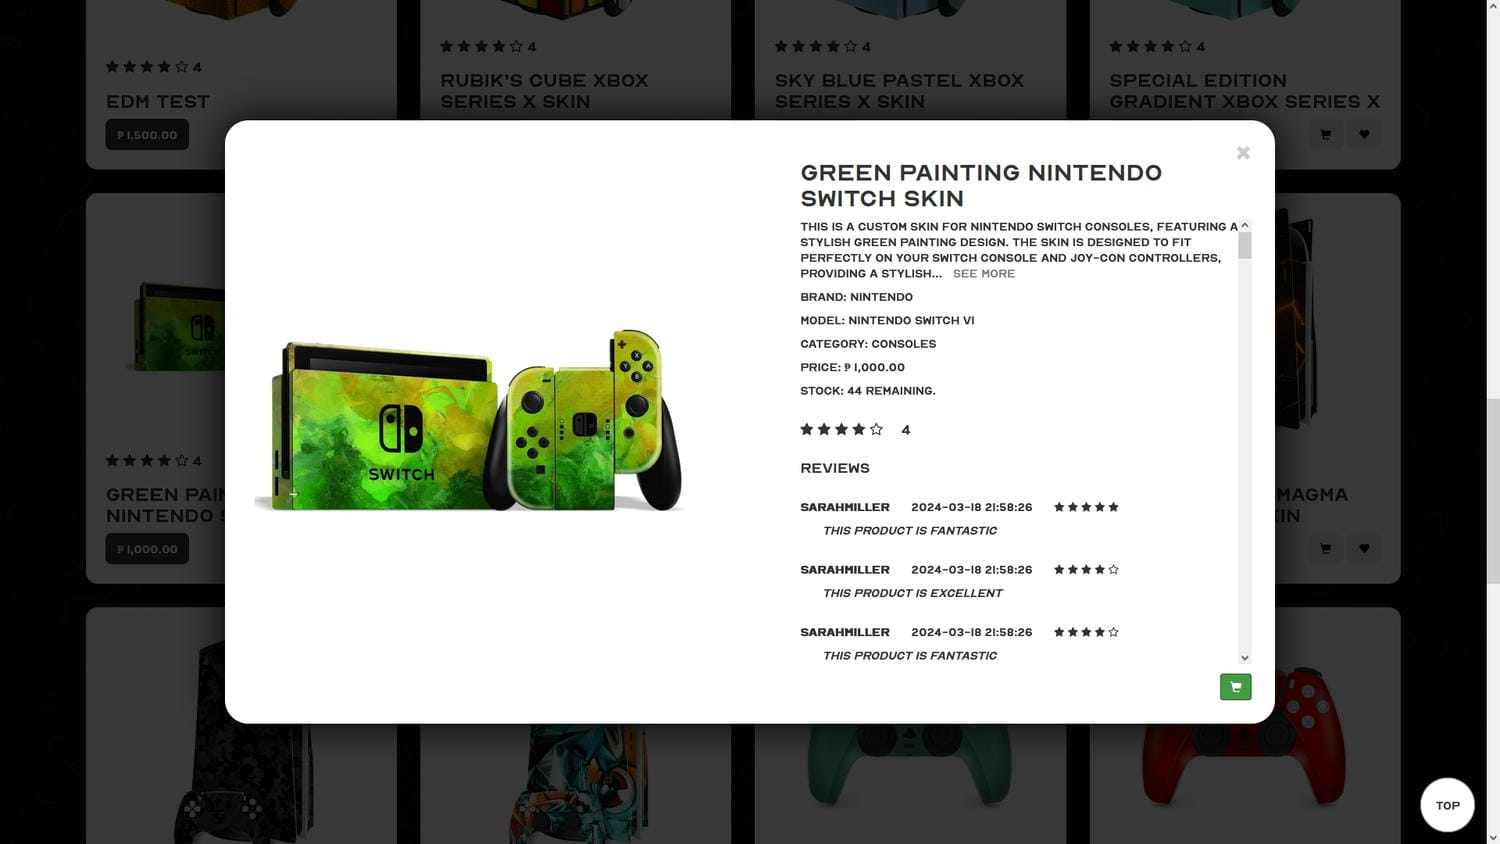 4
EDM TEST
₱ 1,500.00
4
RUBIK'S CUBE XBOX
SERIES X SKIN
4
SKY BLUE PASTEL XBOX
SERIES X SKIN
4
SPECIAL EDITION
GRADIENT XBOX SERIES X
GREEN PAINTING NINTENDO
SWITCH SKIN
THIS IS A CUSTOM SKIN FOR NINTENDO SWITCH CONSOLES, FEATURING A
STYLISH GREEN PAINTING DESIGN. THE SKIN IS DESIGNED TO FIT
PERFECTLY ON YOUR SWITCH CONSOLE AND JOY-CON CONTROLLERS,
PROVIDING A STYLISH... SEE MORE
BRAND: NINTENDO
MODEL: NINTENDO SWITCH V1
CATEGORY: CONSOLES
PRICE: ₱ 1,000.00
STOCK: 44 REMAINING.
4
REVIEWS
SARAHMILLER 2024-03-18 21:58:26
THIS PRODUCT IS FANTASTIC
SARAHMILLER 2024-03-18 21:58:26
THIS PRODUCT IS EXCELLENT
SARAHMILLER 2024-03-18 21:58:26
THIS PRODUCT IS FANTASTIC
SWITCH
X
Y A
B
SWITCH
4
GREEN PAIN
NINTENDO S
₱ 1,000.00
MAGMA
IN
TOP